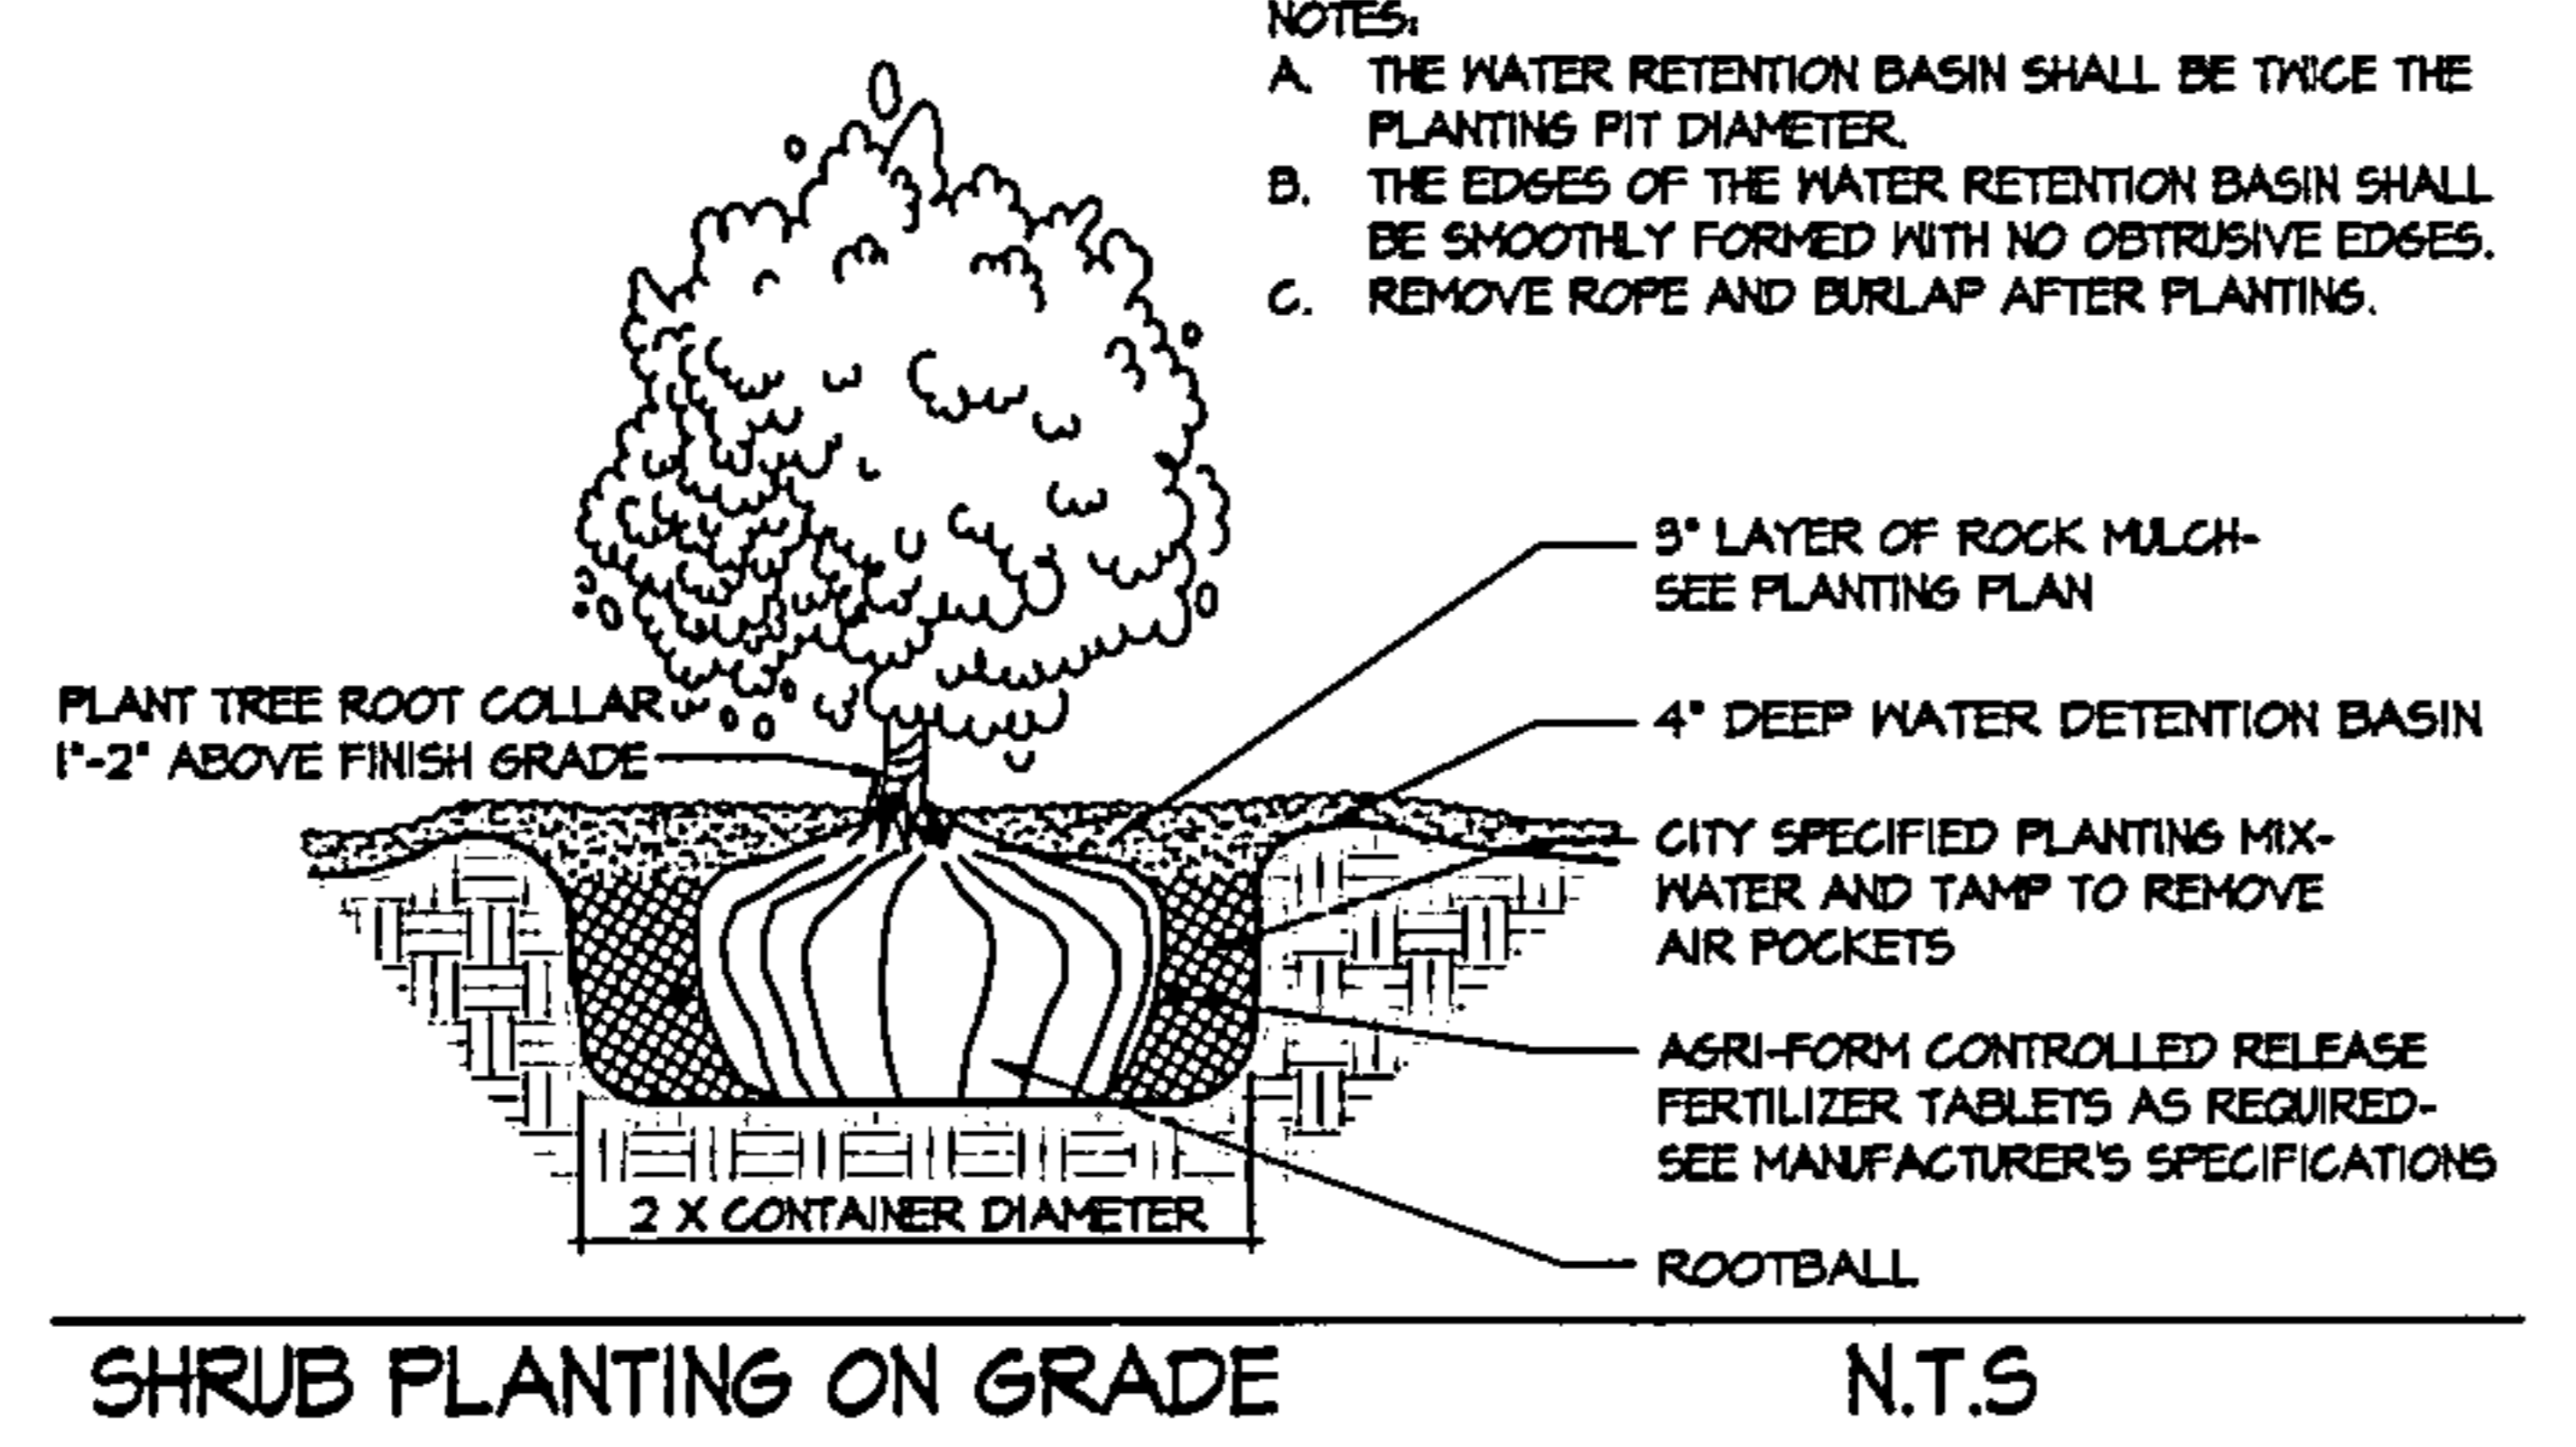 NOTES:
A. THE WATER RETENTION BASIN SHALL BE TWICE THE
PLANTING PIT DIAMETER.
B. THE EDGES OF THE WATER RETENTION BASIN SHALL
BE SMOOTHLY FORMED WITH NO OBTRUSIVE EDGES.
C. REMOVE ROPE AND BURLAP AFTER PLANTING.
3" LAYER OF ROCK MULCH-
SEE PLANTING PLAN
PLANT TREE ROOT COLLAR
1"-2" ABOVE FINISH GRADE
4" DEEP WATER DETENTION BASIN
CITY SPECIFIED PLANTING MIX-
WATER AND TAMP TO REMOVE
AIR POCKETS
AGRI-FORM CONTROLLED RELEASE
FERTILIZER TABLETS AS REQUIRED-
SEE MANUFACTURER'S SPECIFICATIONS
2 X CONTAINER DIAMETER
ROOTBALL
SHRUB PLANTING ON GRADE
N.T.S